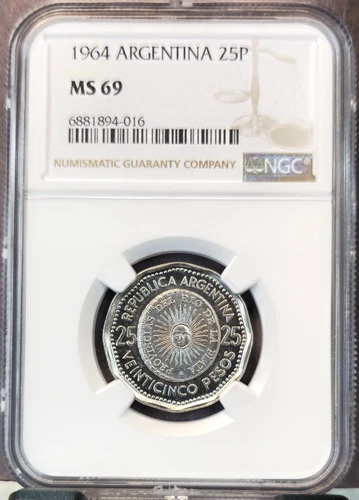 1964 ARGENTINA 25P
MS 69
6881894-016
NUMISMATIC GUARANTY COMPANY
NGC
REPUBLICA ARGENTINA
25 25
VEINTICINCO PESOS